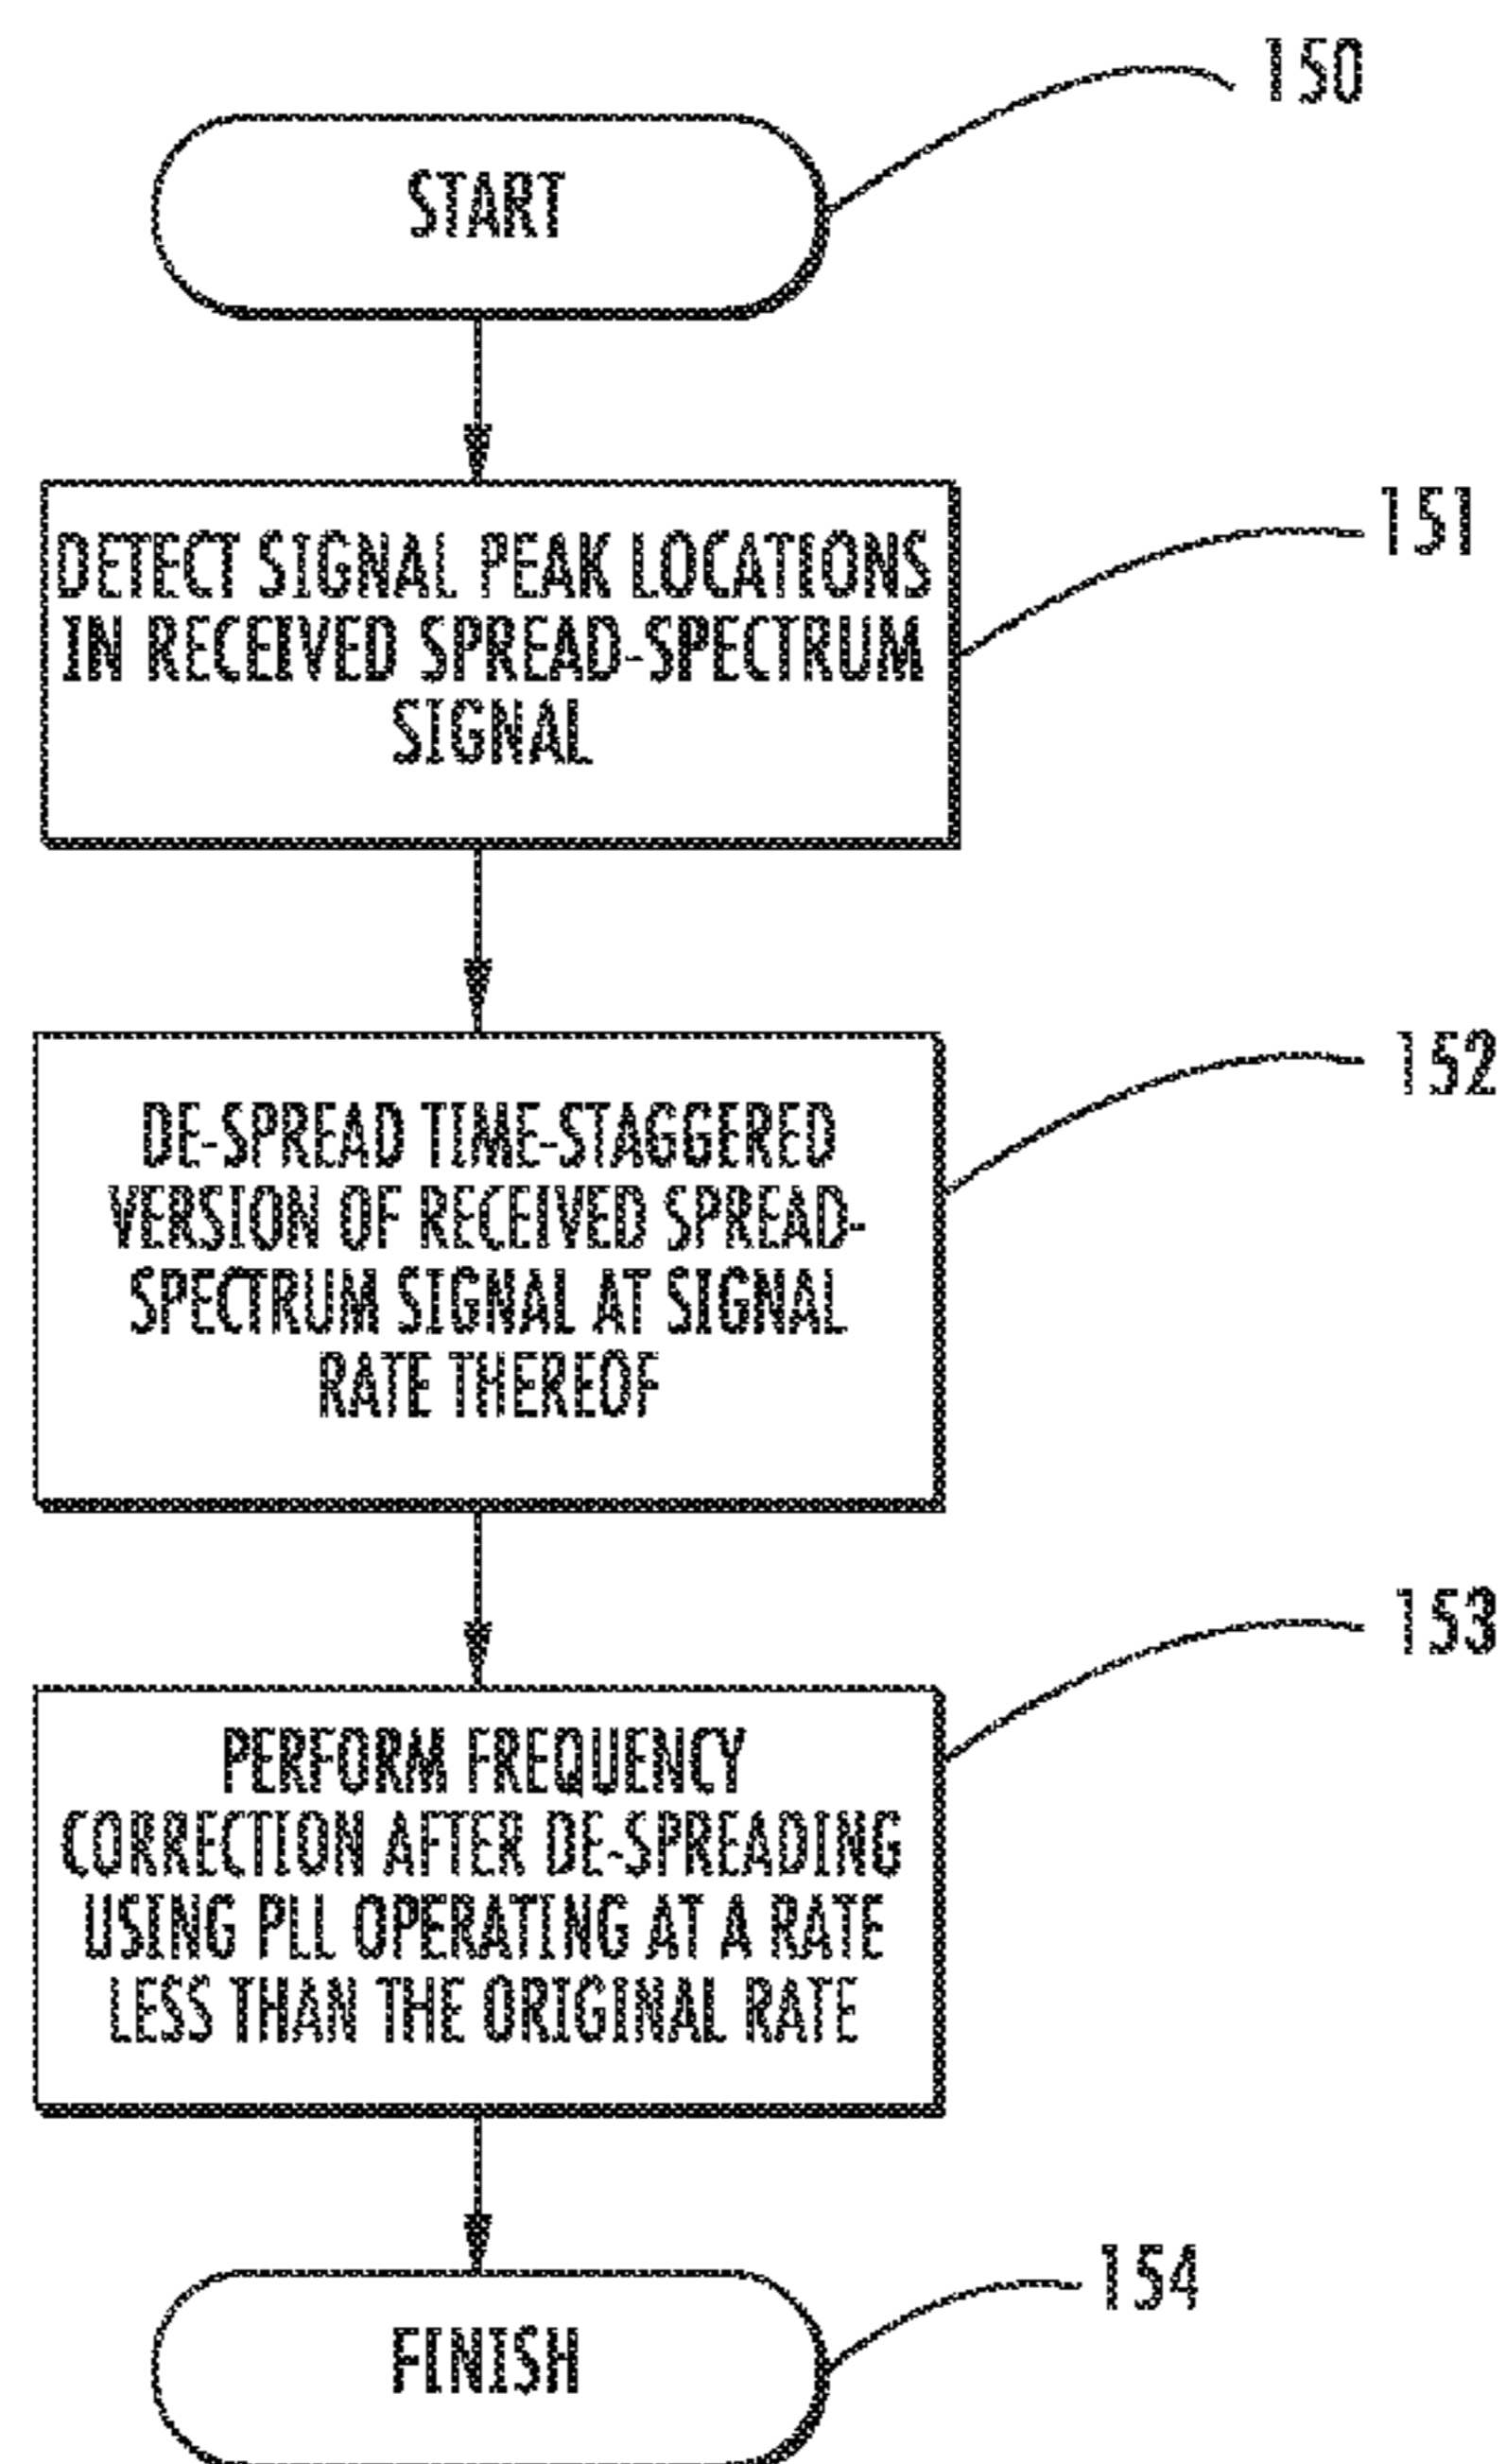 150
START
151
DETECT SIGNAL PEAK LOCATIONS
IN RECEIVED SPREAD-SPECTRUM
SIGNAL
152
DE-SPREAD TIME-STAGGERED
VERSION OF RECEIVED SPREAD-
SPECTRUM SIGNAL AT SIGNAL
RATE THEREOF
153
PERFORM FREQUENCY
CORRECTION AFTER DE-SPREADING
USING PLL OPERATING AT A RATE
LESS THAN THE ORIGINAL RATE
154
FINISH